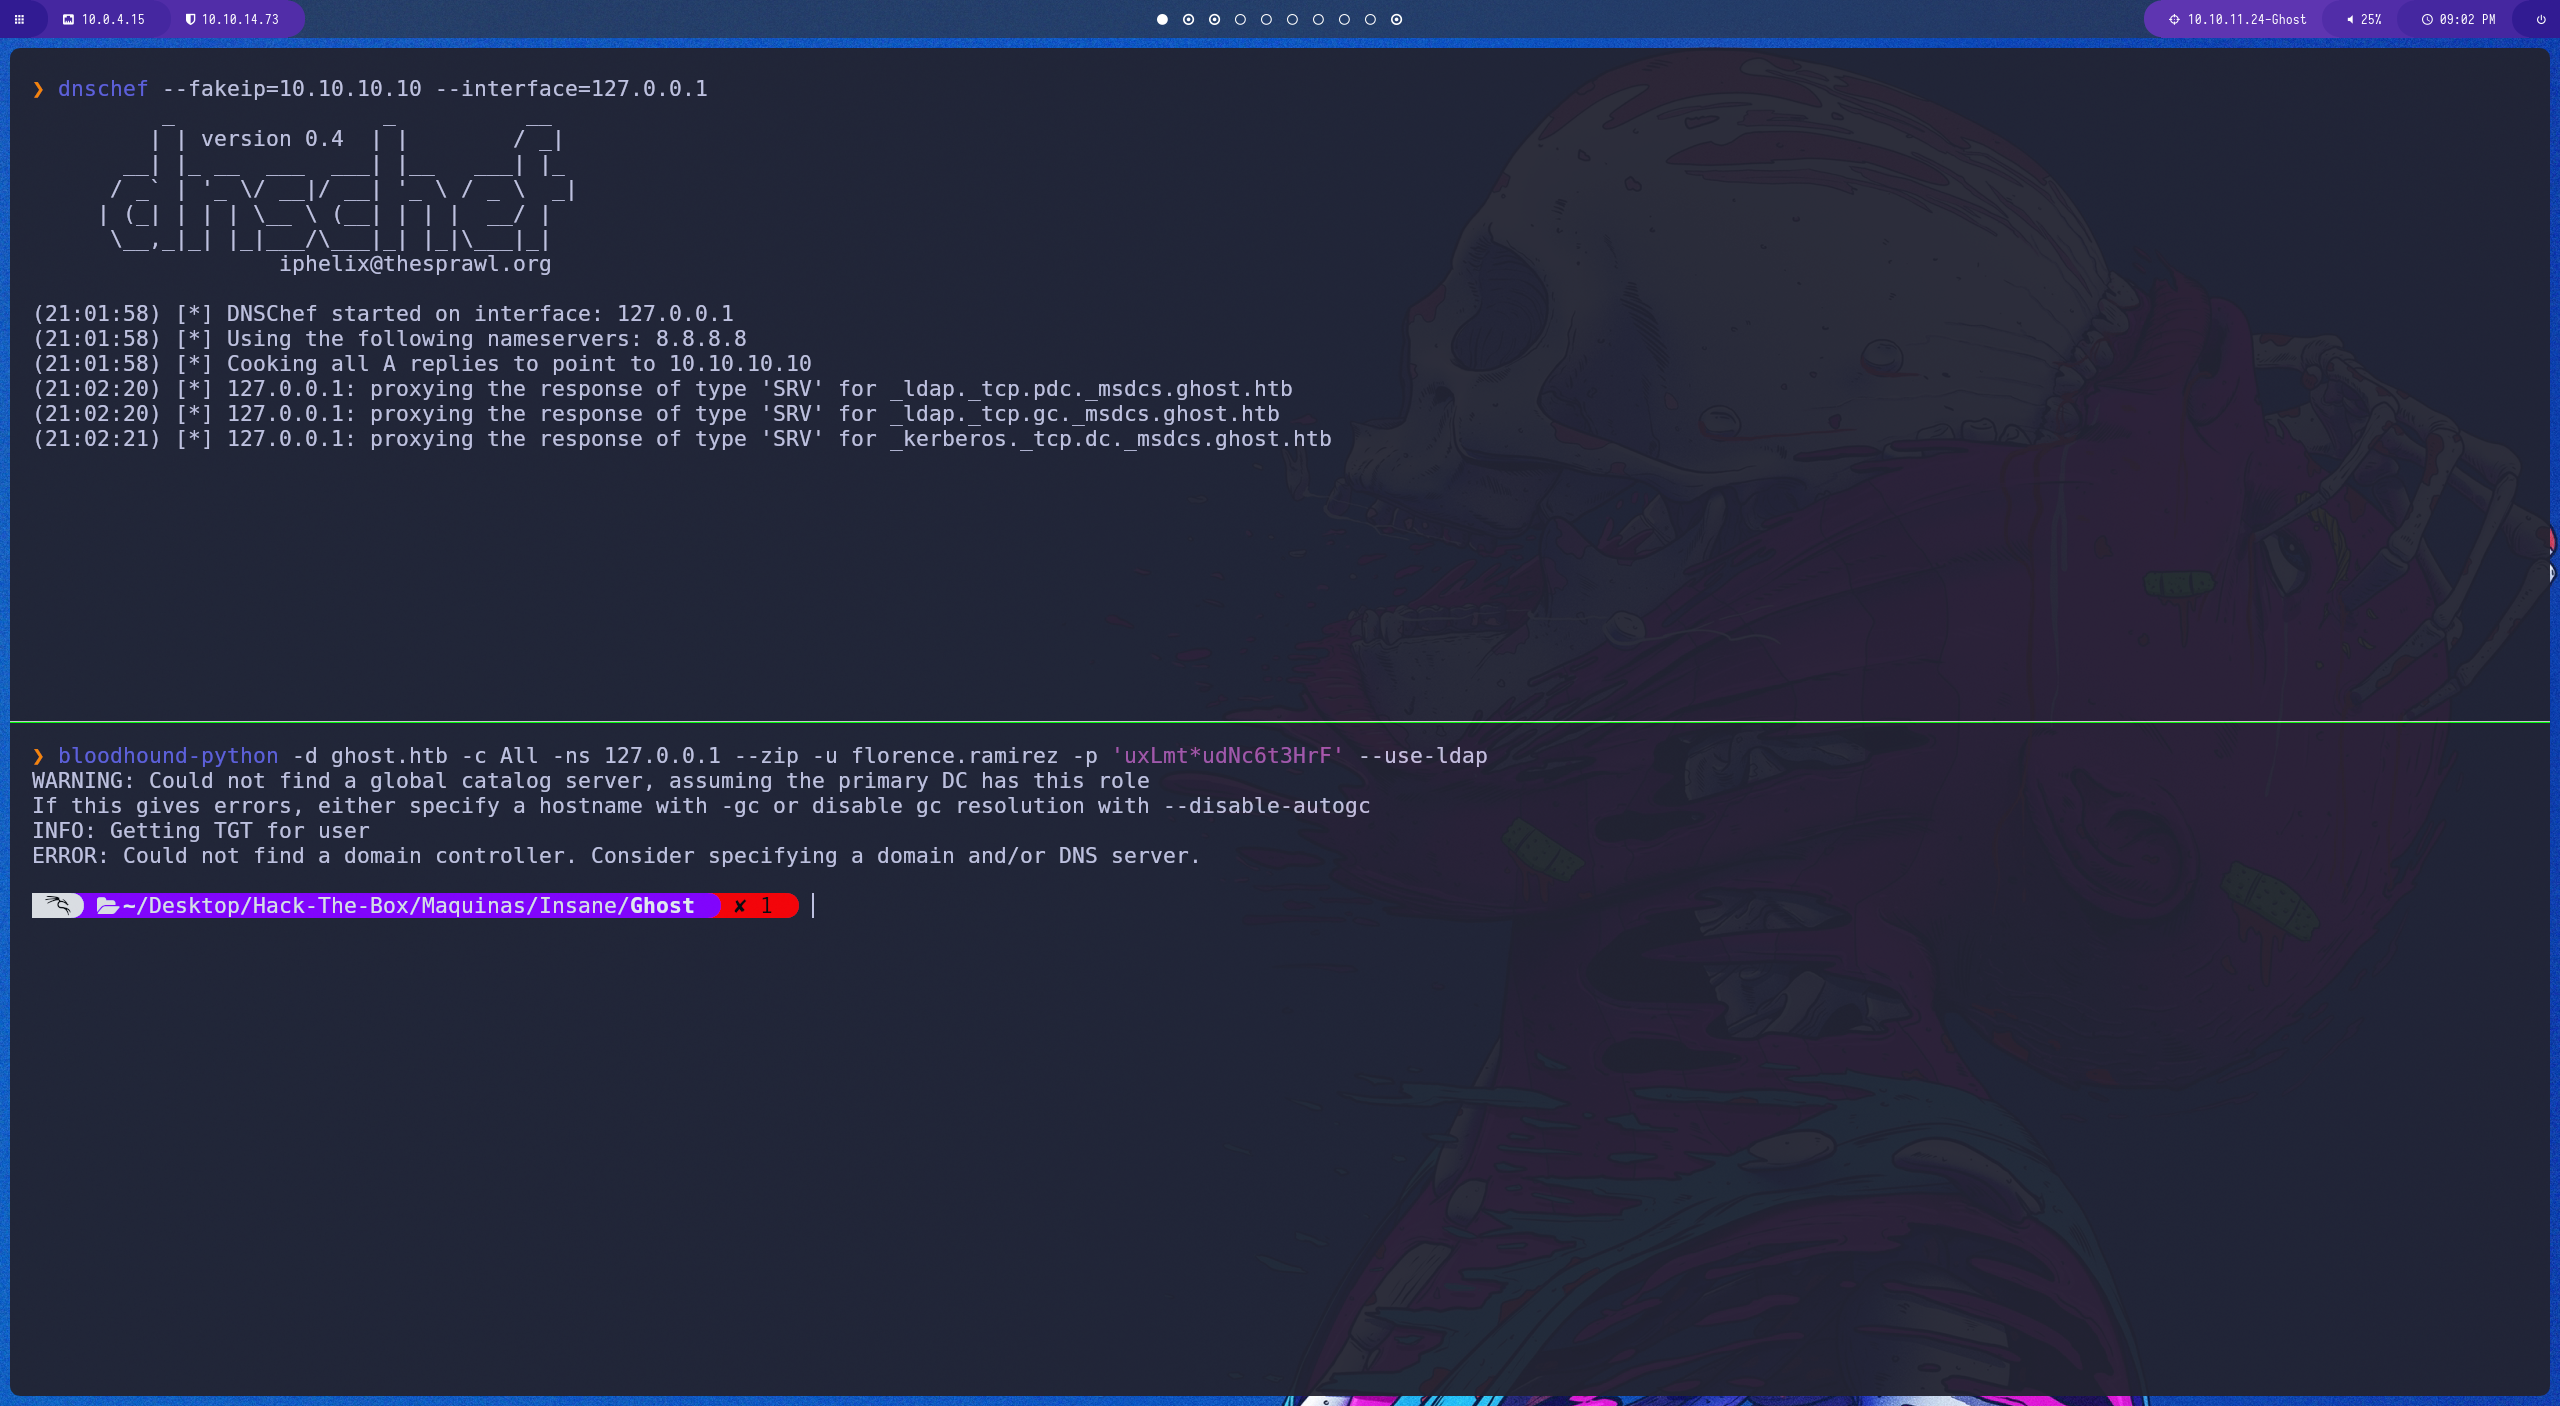 10.0.4.15 10.10.14.73 10.10.11.24-Ghost 25% 09:02 PM
❯ dnschef --fakeip=10.10.10.10 --interface=127.0.0.1
          _                _          __
         | | version 0.4  | |        / _|
       __| |_ __  ___  ___| |__   ___| |_
      / _` | '_ \/ __|/ __| '_ \ / _ \  _|
     | (_| | | | \__ \ (__| | | |  __/ |
      \__,_|_| |_|___/\___|_| |_|\___|_|
                   iphelix@thesprawl.org
(21:01:58) [*] DNSChef started on interface: 127.0.0.1
(21:01:58) [*] Using the following nameservers: 8.8.8.8
(21:01:58) [*] Cooking all A replies to point to 10.10.10.10
(21:02:20) [*] 127.0.0.1: proxying the response of type 'SRV' for _ldap._tcp.pdc._msdcs.ghost.htb
(21:02:20) [*] 127.0.0.1: proxying the response of type 'SRV' for _ldap._tcp.gc._msdcs.ghost.htb
(21:02:21) [*] 127.0.0.1: proxying the response of type 'SRV' for _kerberos._tcp.dc._msdcs.ghost.htb
❯ bloodhound-python -d ghost.htb -c All -ns 127.0.0.1 --zip -u florence.ramirez -p 'uxLmt*udNc6t3HrF' --use-ldap
WARNING: Could not find a global catalog server, assuming the primary DC has this role
If this gives errors, either specify a hostname with -gc or disable gc resolution with --disable-autogc
INFO: Getting TGT for user
ERROR: Could not find a domain controller. Consider specifying a domain and/or DNS server.
~/Desktop/Hack-The-Box/Maquinas/Insane/Ghost ✘ 1